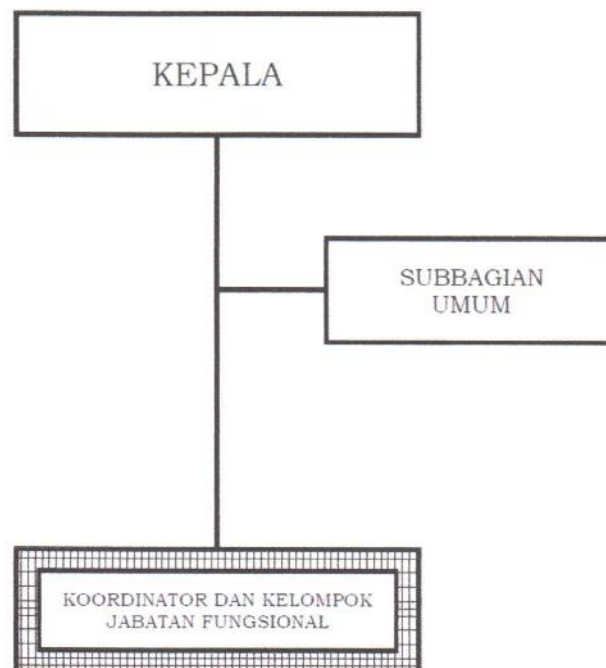 KEPALA
SUBBAGIAN
UMUM
KOORDINATOR DAN KELOMPOK
JABATAN FUNGSIONAL